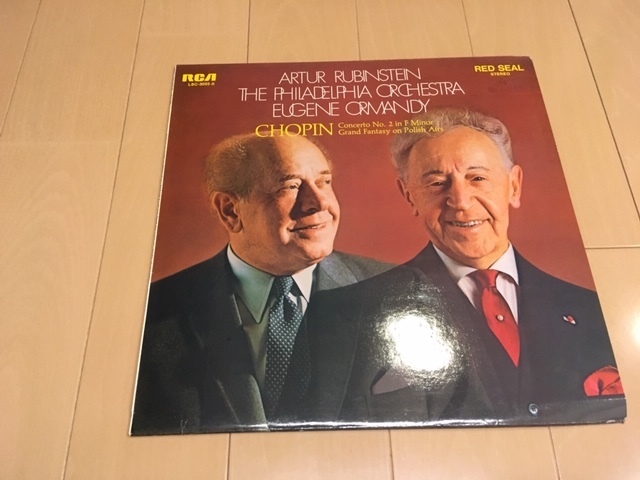 RCA
RED SEAL
STEREO
ARTUR RUBINSTEIN
THE PHILADELPHIA ORCHESTRA
EUGENE ORMANDY
CHOPIN
Concerto No. 2 in F Minor
Grand Fantasy on Polish Airs